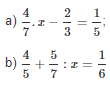 a) 4/7 . x - 2/3 = 1/5;
b) 4/5 + 5/7 : x = 1/6